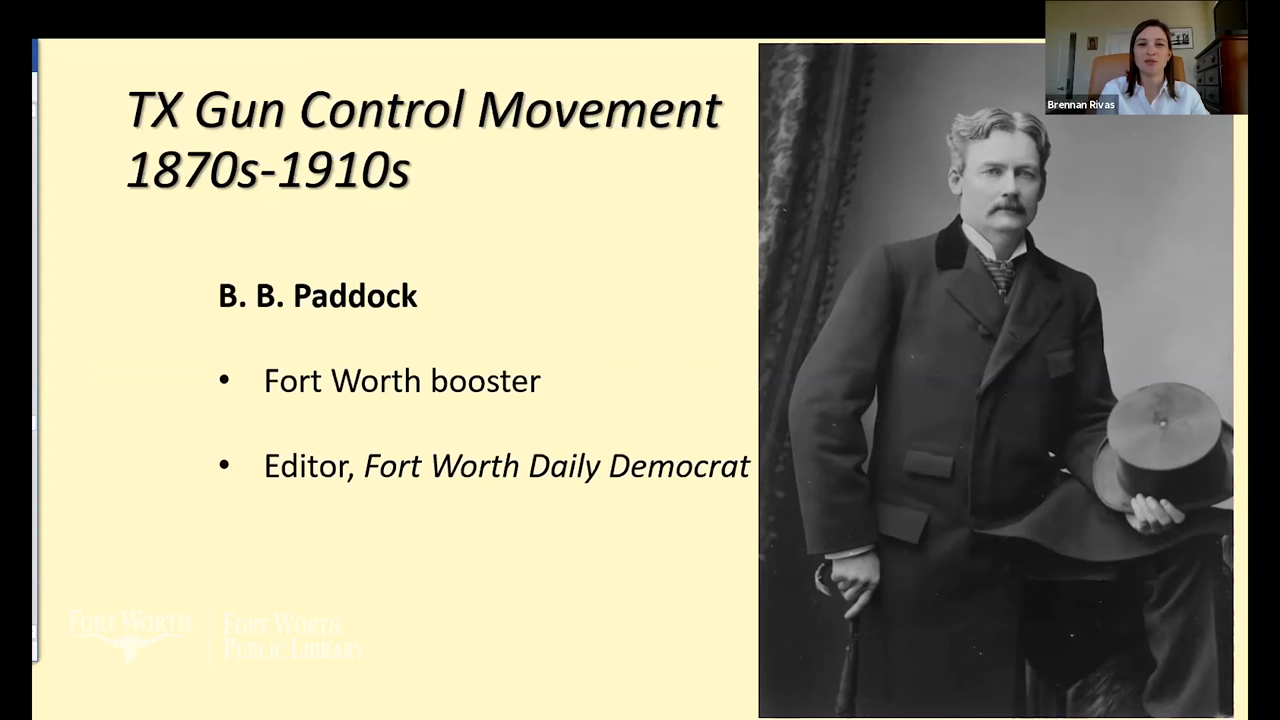 TX Gun Control Movement
1870s-1910s
Brennan Rivas
B. B. Paddock
• Fort Worth booster
• Editor, Fort Worth Daily Democrat
FORT WORTH
FORT WORTH
PUBLIC LIBRARY